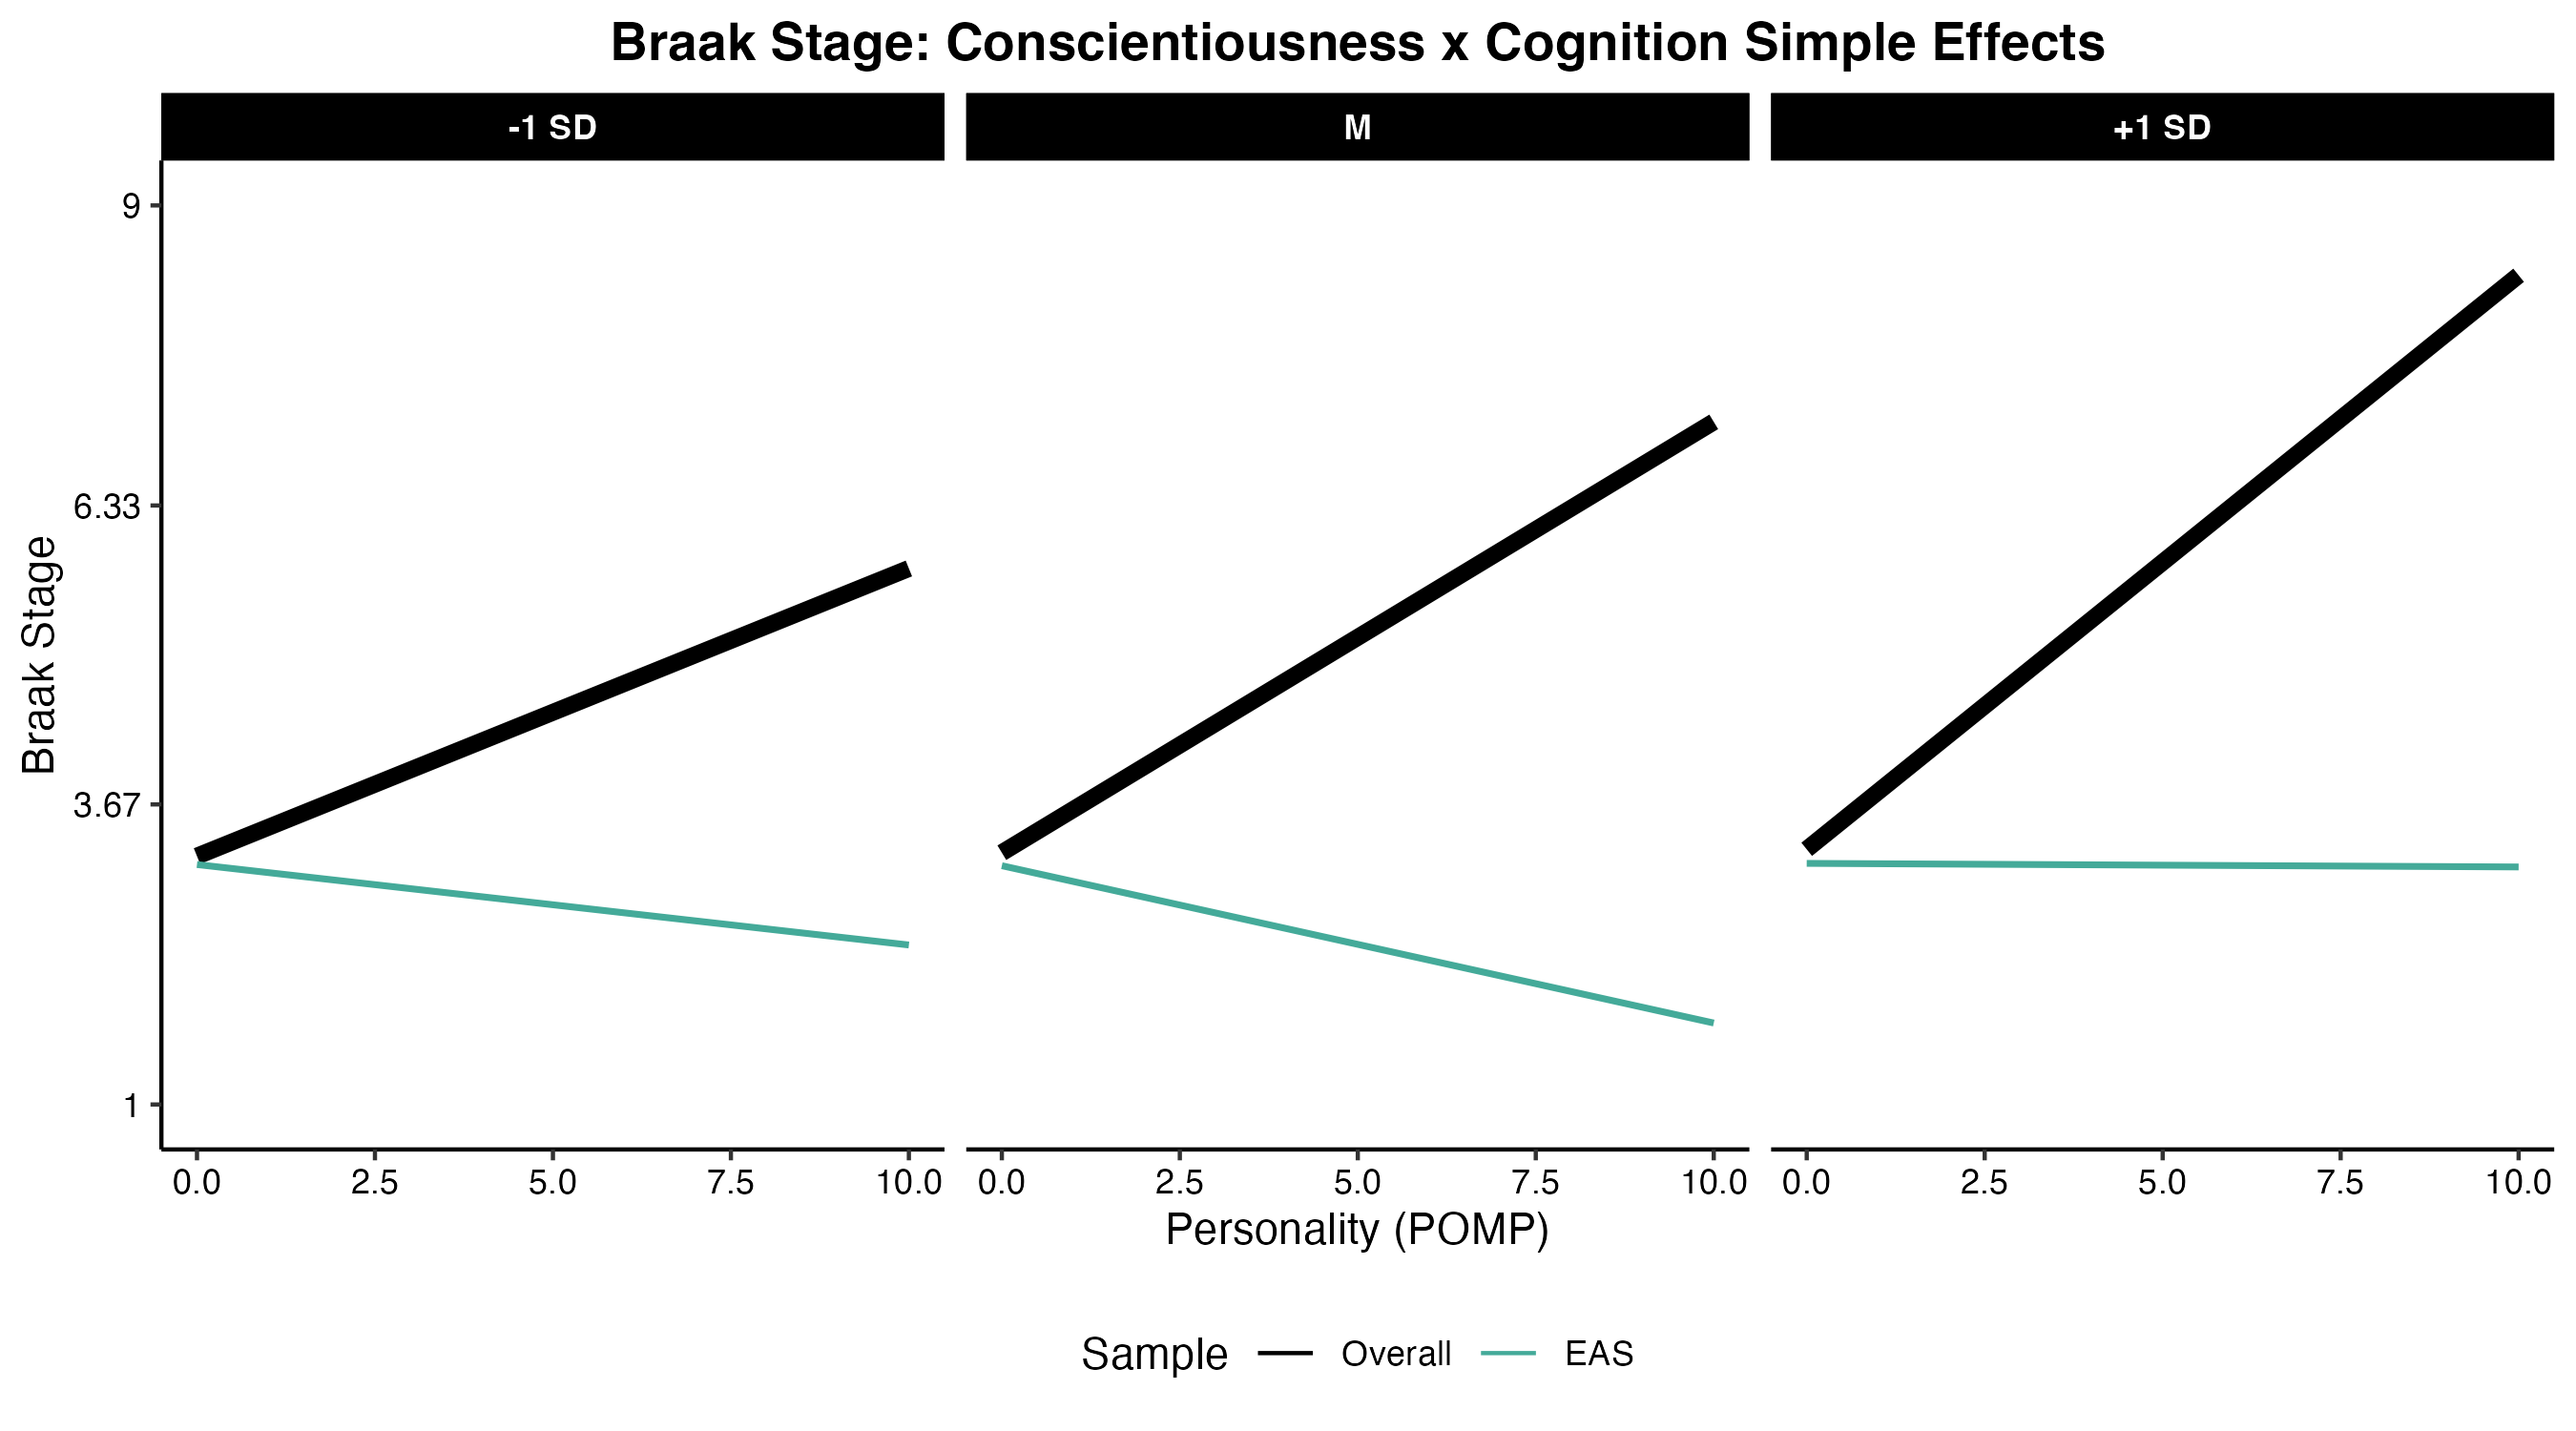 Braak Stage: Conscientiousness x Cognition Simple Effects
-1 SD M +1 SD
9
6.33
3.67
1
Braak Stage
0.0 2.5 5.0 7.5 10.0 0.0 2.5 5.0 7.5 10.0 0.0 2.5 5.0 7.5 10.0
Personality (POMP)
Sample Overall EAS